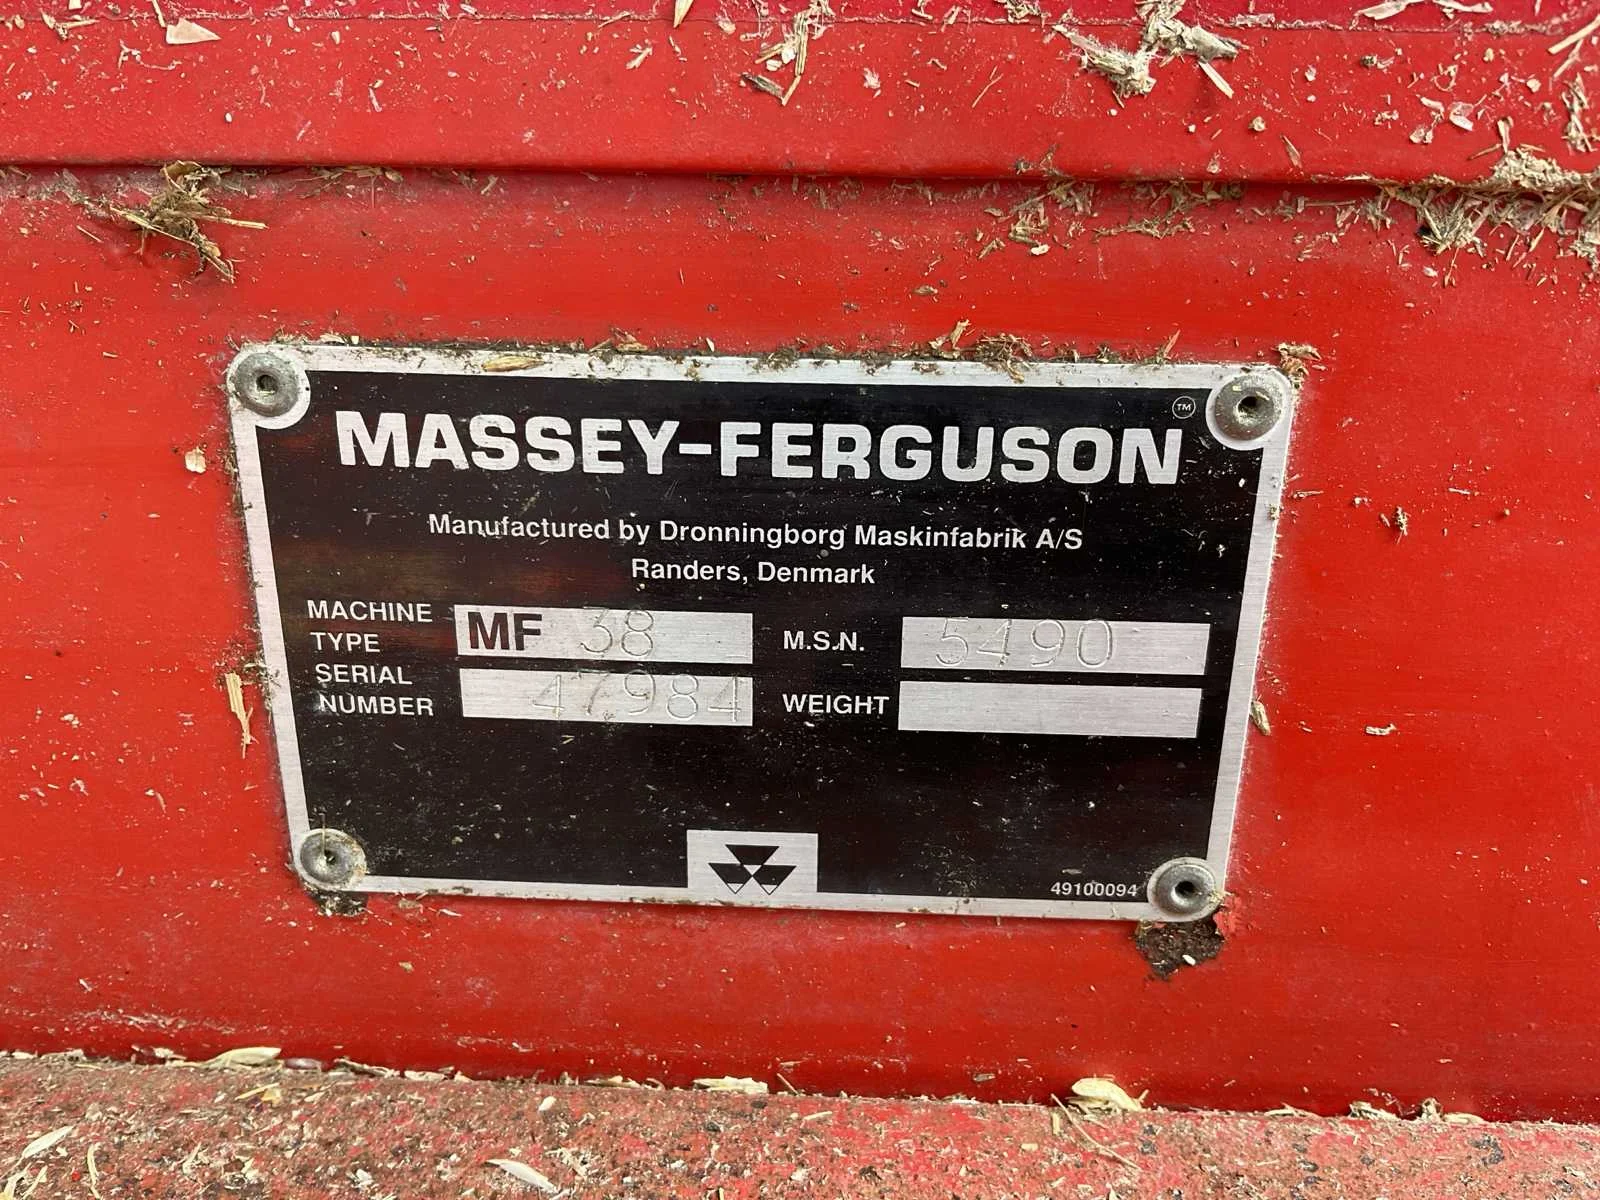 MASSEY-FERGUSON ™
Manufactured by Dronningborg Maskinfabrik A/S
Randers, Denmark
MACHINE TYPE MF 38 M.S.N. 5490
SERIAL NUMBER 47984 WEIGHT
49100094